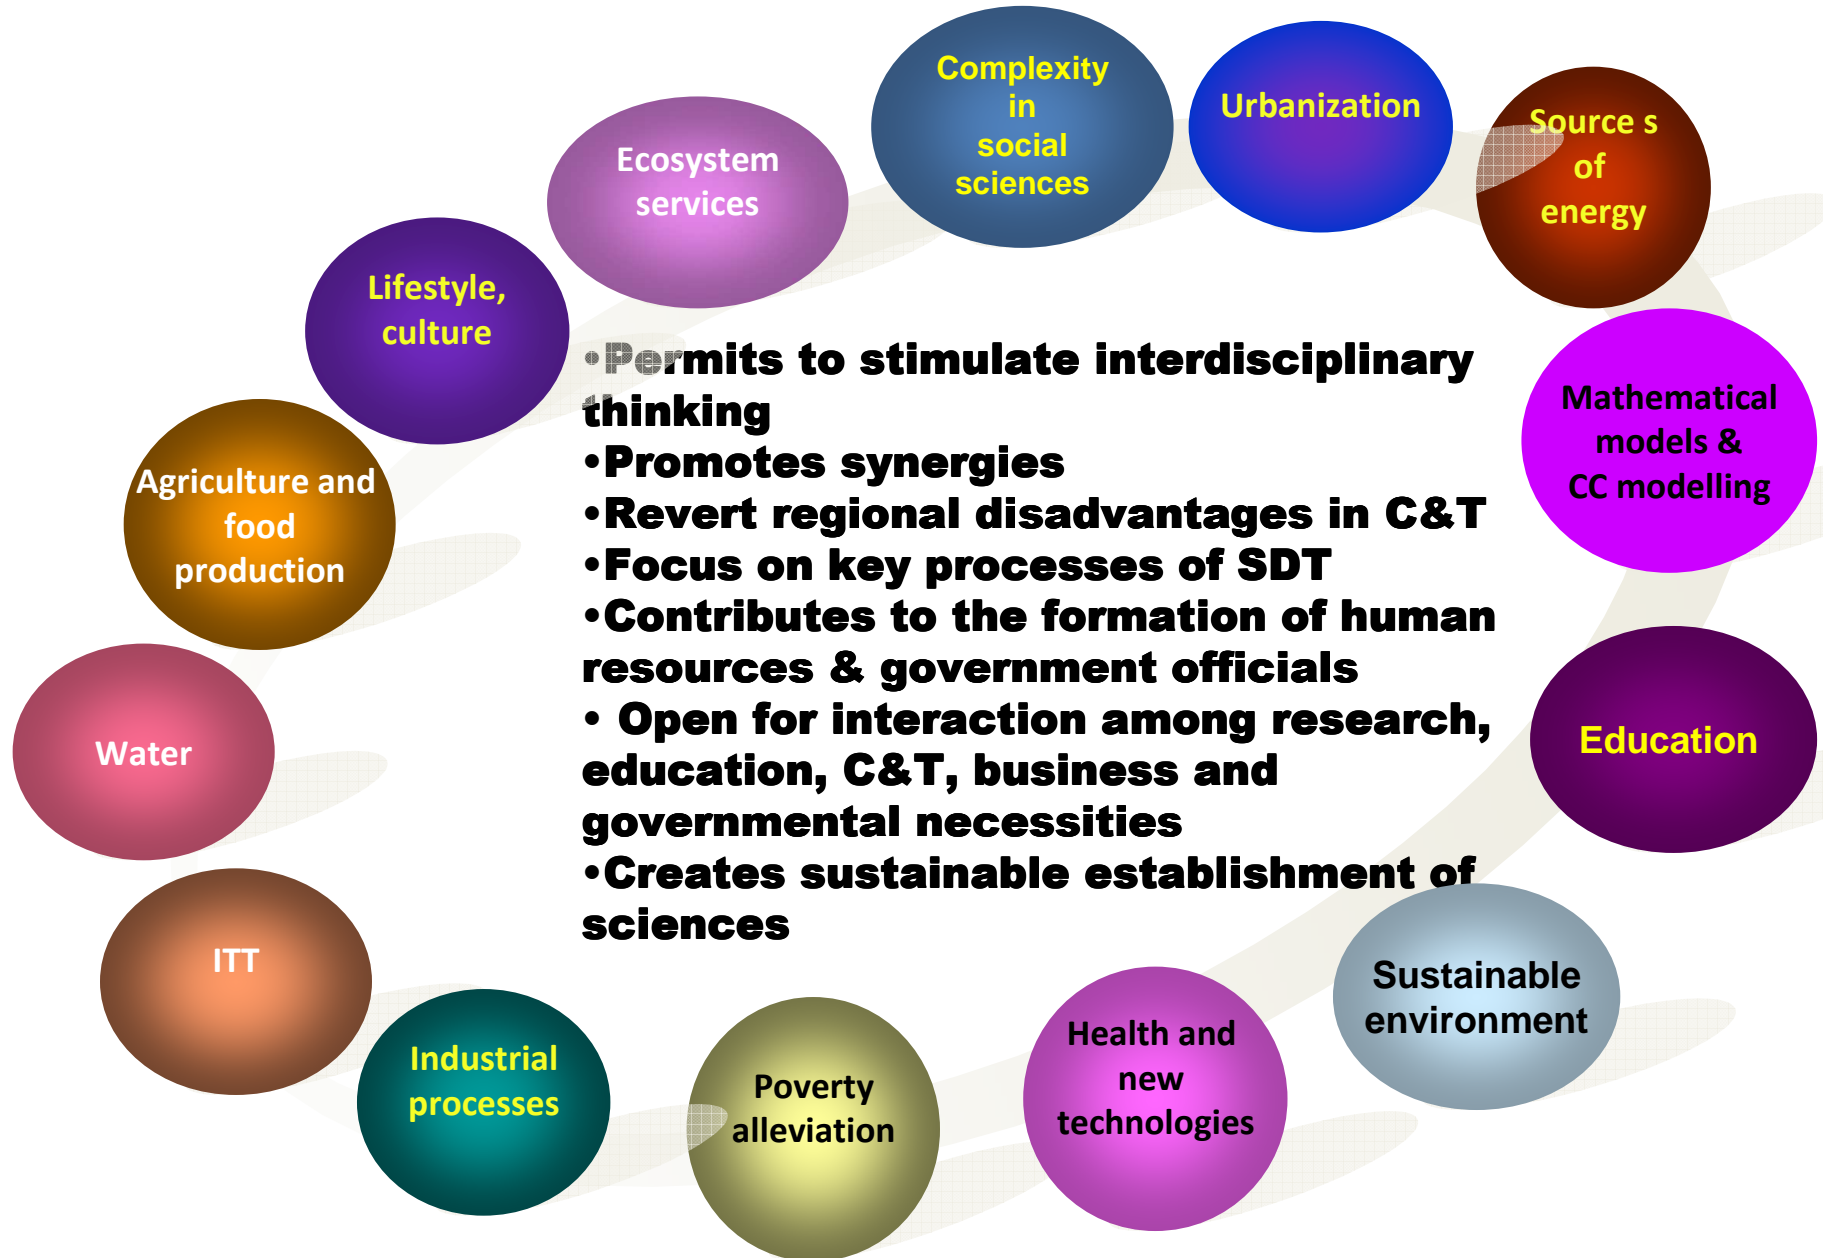 Complexity
in
social
sciences
Urbanization
Source s
of
energy
Ecosystem
services
Lifestyle,
culture
•Permits to stimulate interdisciplinary
thinking
•Promotes synergies
•Revert regional disadvantages in C&T
•Focus on key processes of SDT
•Contributes to the formation of human
resources & government officials
• Open for interaction among research,
education, C&T, business and
governmental necessities
•Creates sustainable establishment of
sciences
Mathematical
models &
CC modelling
Agriculture and
food
production
Education
Water
ITT
Sustainable
environment
Industrial
processes
Poverty
alleviation
Health and
new
technologies